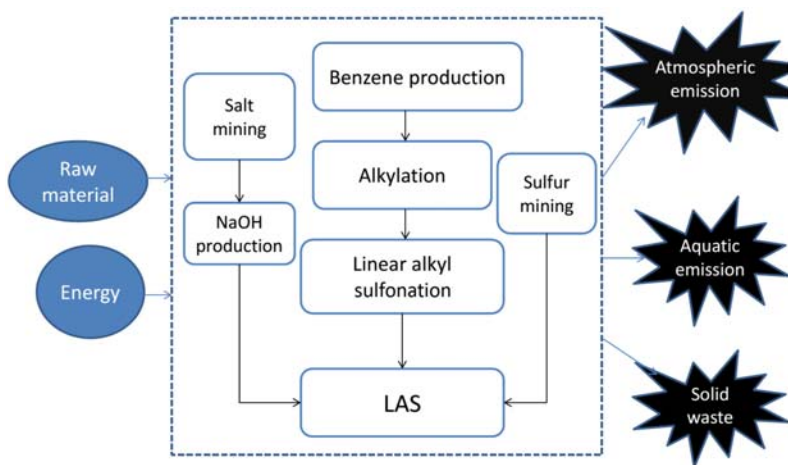 Raw
material
Energy
Salt
mining
NaOH
production
Benzene production
Alkylation
Linear alkyl
sulfonation
LAS
Sulfur
mining
Atmospheric
emission
Aquatic
emission
Solid
waste